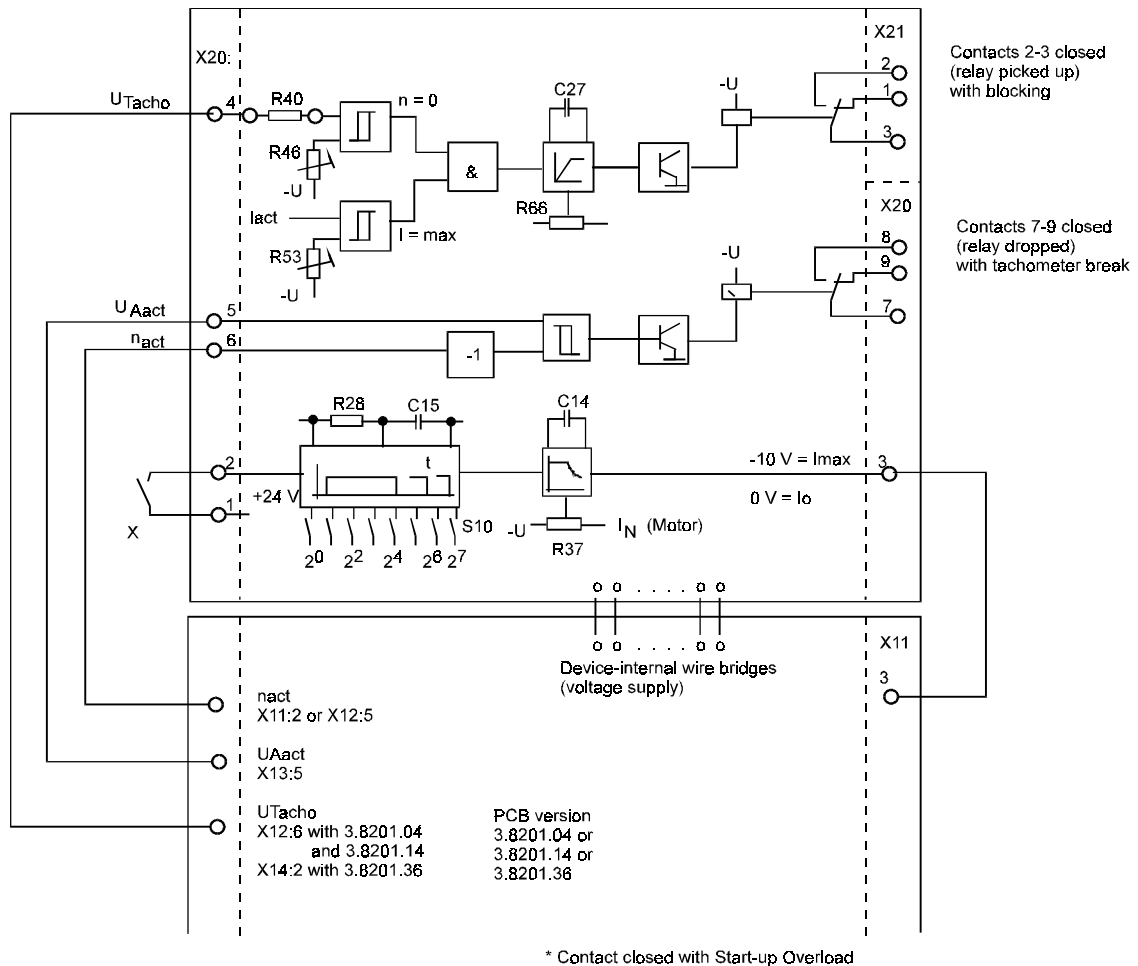 X20:
X21
Contacts 2-3 closed
(relay picked up)
with blocking
UTacho
4
R40
n = 0
C27
-U
2
1
3
R46
-U
&
Iact
I = max
R66
R53
-U
X20
Contacts 7-9 closed
(relay dropped)
with tachometer break
-U
8
9
7
UAact
5
nact
6
-1
R28
C15
C14
2
t
-10 V = Imax
3
+24 V
0 V = Io
1
X
S10
-U
IN (Motor)
R37
2^0 2^2 2^4 2^6 2^7
o o . . . . o o
o o . . . . o o
Device-internal wire bridges
(voltage supply)
X11
3
nact
X11:2 or X12:5
UAact
X13:5
UTacho
X12:6 with 3.8201.04
and 3.8201.14
X14:2 with 3.8201.36
PCB version
3.8201.04 or
3.8201.14 or
3.8201.36
* Contact closed with Start-up Overload